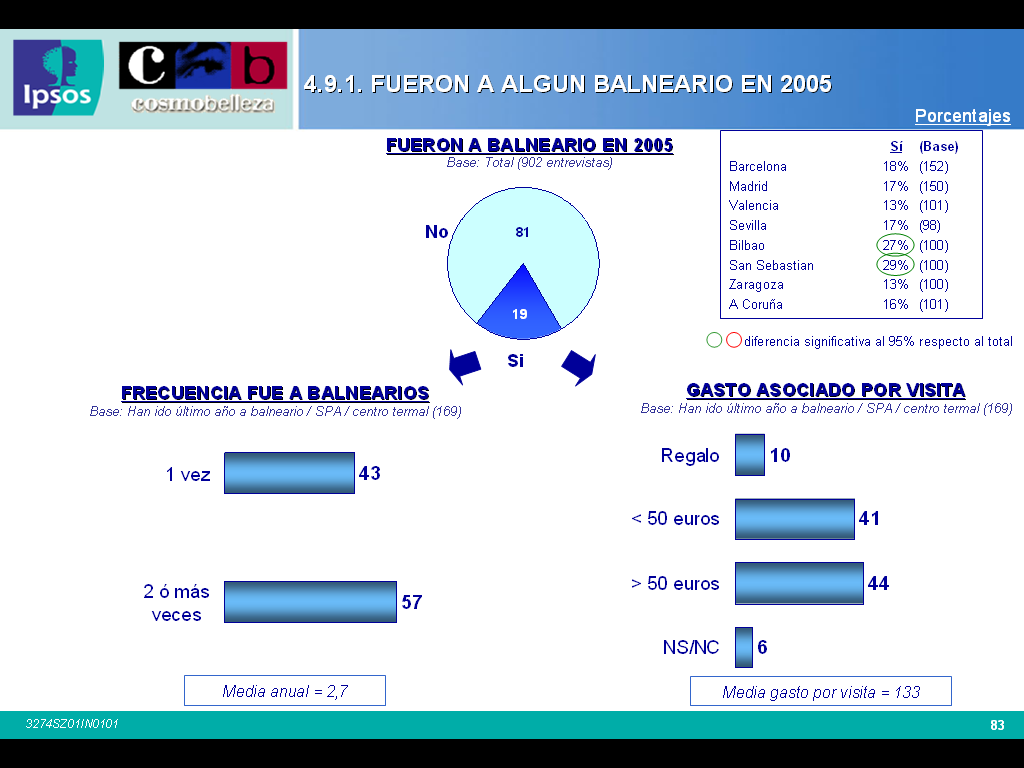 Ipsos
c b
cosmobelleza
4.9.1. FUERON A ALGUN BALNEARIO EN 2005
Porcentajes
FUERON A BALNEARIO EN 2005
Base: Total (902 entrevistas)
Sí (Base)
Barcelona 18% (152)
Madrid 17% (150)
Valencia 13% (101)
Sevilla 17% (98)
Bilbao 27% (100)
San Sebastian 29% (100)
Zaragoza 13% (100)
A Coruña 16% (101)
diferencia significativa al 95% respecto al total
No
81
19
Si
FRECUENCIA FUE A BALNEARIOS
Base: Han ido último año a balneario / SPA / centro termal (169)
1 vez 43
2 ó más
veces
57
Media anual = 2,7
GASTO ASOCIADO POR VISITA
Base: Han ido último año a balneario / SPA / centro termal (169)
Regalo 10
< 50 euros 41
> 50 euros 44
NS/NC 6
Media gasto por visita = 133
3274SZ01IN0101
83